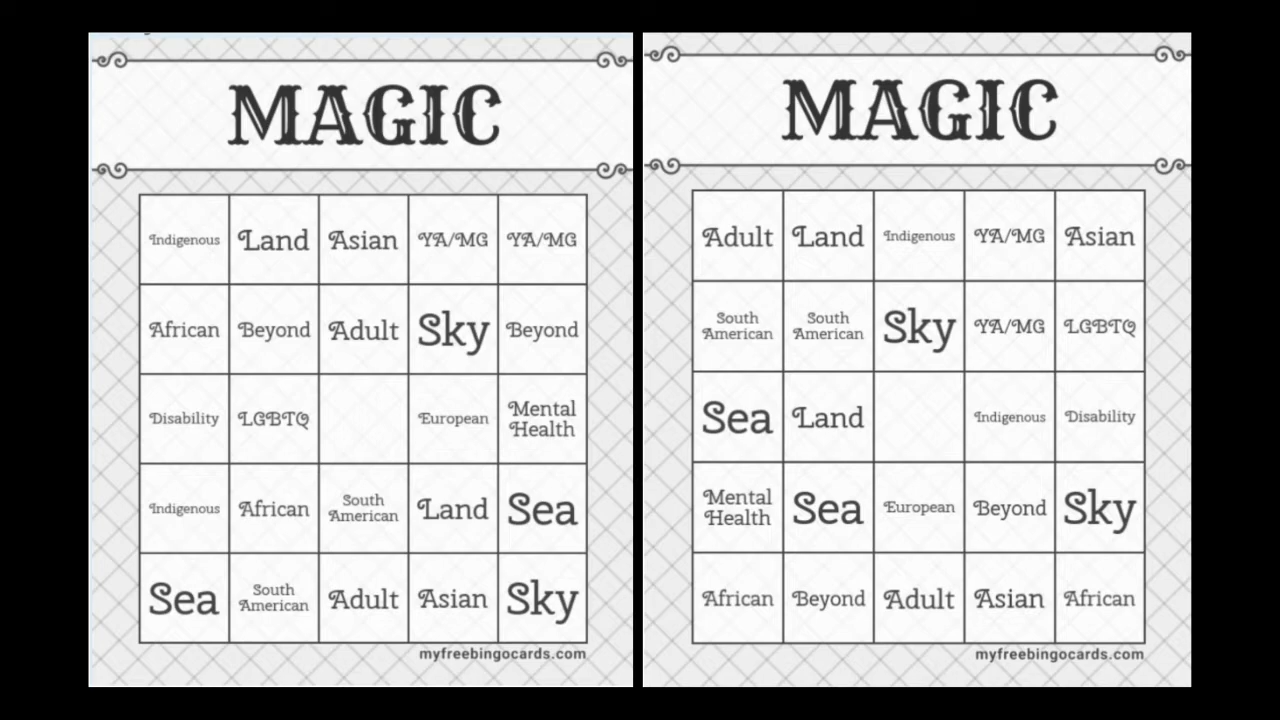 MAGIC
Indigenous Land Asian YA/MG YA/MG
African Beyond Adult Sky Beyond
Disability LGBTQ European Mental Health
Indigenous African South American Land Sea
Sea South American Adult Asian Sky
myfreebingocards.com
MAGIC
Adult Land Indigenous YA/MG Asian
South American South American Sky YA/MG LGBTQ
Sea Land Indigenous Disability
Mental Health Sea European Beyond Sky
African Beyond Adult Asian African
myfreebingocards.com